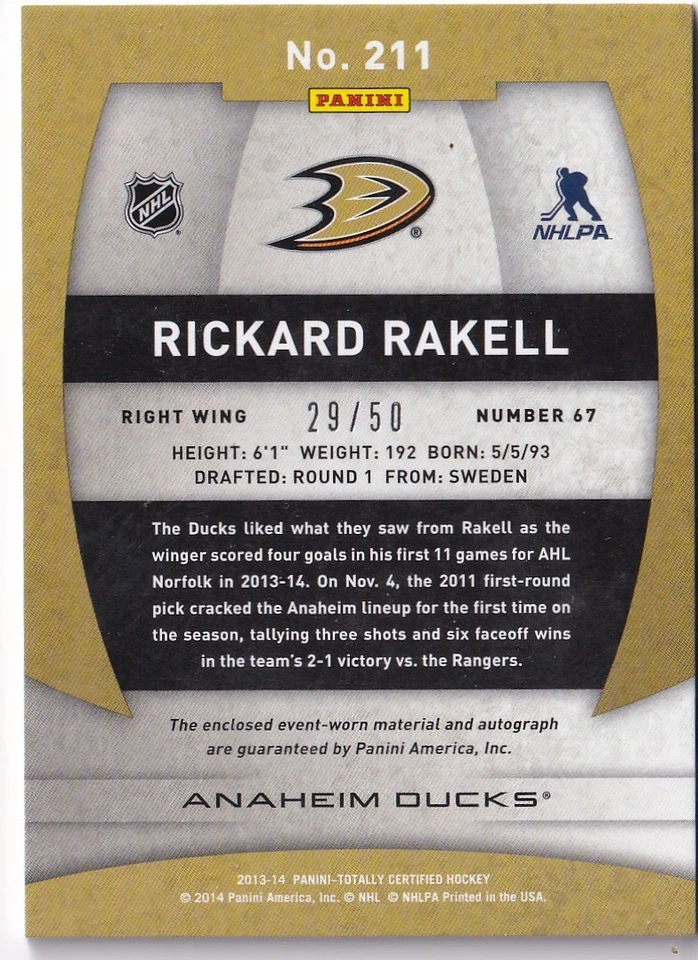 No. 211
PANINI
NHL
®
®
NHLPA
RICKARD RAKELL
RIGHT WING 29/50 NUMBER 67
HEIGHT: 6'1" WEIGHT: 192 BORN: 5/5/93
DRAFTED: ROUND 1 FROM: SWEDEN
The Ducks liked what they saw from Rakell as the
winger scored four goals in his first 11 games for AHL
Norfolk in 2013-14. On Nov. 4, the 2011 first-round
pick cracked the Anaheim lineup for the first time on
the season, tallying three shots and six faceoff wins
in the team's 2-1 victory vs. the Rangers.
The enclosed event-worn material and autograph
are guaranteed by Panini America, Inc.
ANAHEIM DUCKS®
2013-14 PANINI–TOTALLY CERTIFIED HOCKEY
© 2014 Panini America, Inc. © NHL © NHLPA Printed in the USA.